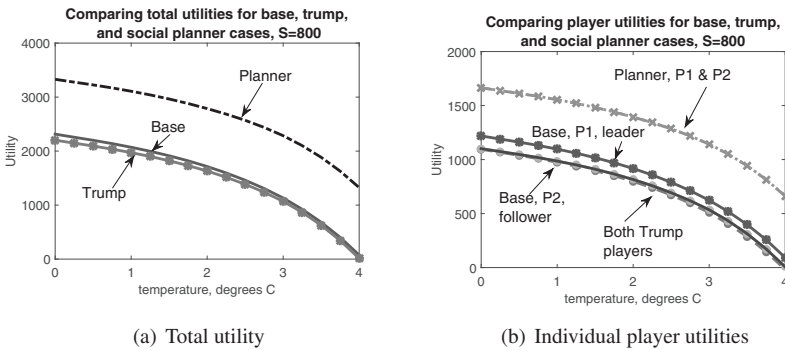 Comparing total utilities for base, trump,
and social planner cases, S=800
4000
3000
2000
1000
0
Utility
Planner
Base
Trump
0 1 2 3 4
temperature, degrees C
(a) Total utility
Comparing player utilities for base, trump,
and social planner cases, S=800
2000
1500
1000
500
0
Utility
Planner, P1 & P2
Base, P1, leader
Base, P2,
follower
Both Trump
players
0 1 2 3 4
temperature, degrees C
(b) Individual player utilities